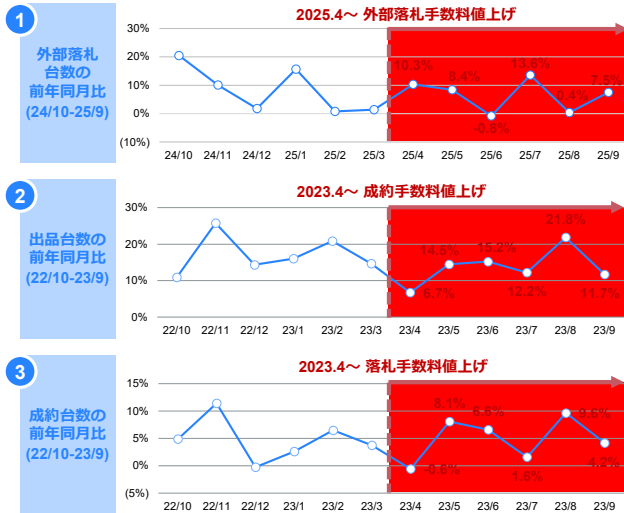 1
外部落札
台数の
前年同月比
(24/10-25/9)
2025.4～ 外部落札手数料値上げ
30%
20%
10%
0%
(10%)
10.3%
8.4%
-0.8%
13.6%
0.4%
7.5%
24/10 24/11 24/12 25/1 25/2 25/3 25/4 25/5 25/6 25/7 25/8 25/9
2
出品台数の
前年同月比
(22/10-23/9)
2023.4～ 成約手数料値上げ
30%
20%
10%
0%
6.7%
14.5%
15.2%
12.2%
21.8%
11.7%
22/10 22/11 22/12 23/1 23/2 23/3 23/4 23/5 23/6 23/7 23/8 23/9
3
成約台数の
前年同月比
(22/10-23/9)
2023.4～ 落札手数料値上げ
15%
10%
5%
0%
(5%)
-0.6%
8.1%
6.6%
1.6%
9.6%
4.2%
22/10 22/11 22/12 23/1 23/2 23/3 23/4 23/5 23/6 23/7 23/8 23/9